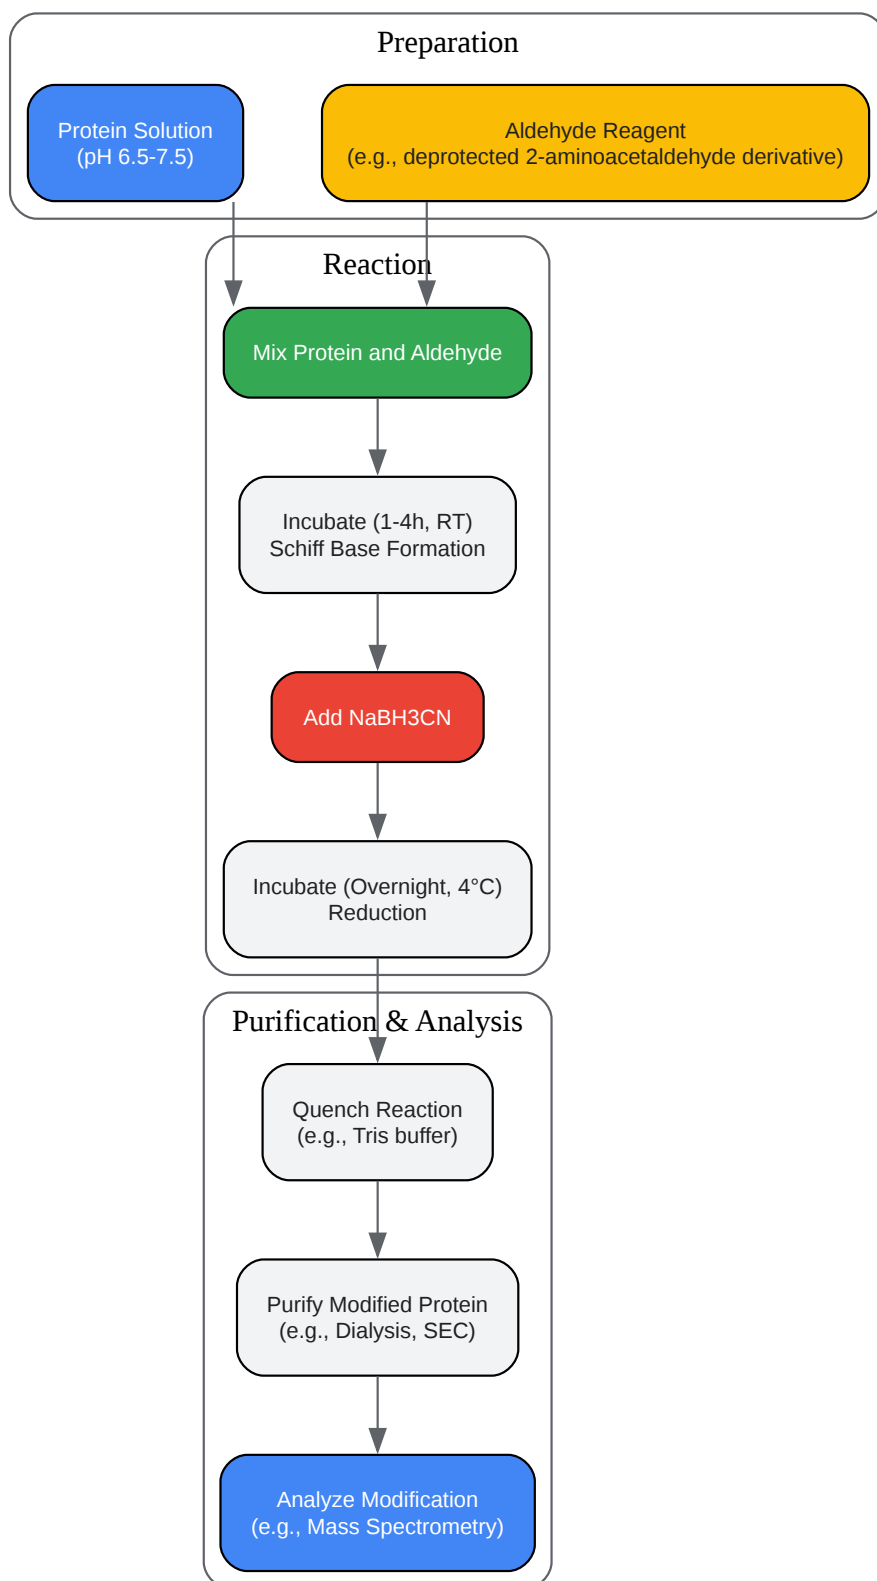 Preparation
Protein Solution
(pH 6.5-7.5)
Aldehyde Reagent
(e.g., deprotected 2-aminoacetaldehyde derivative)
Reaction
Mix Protein and Aldehyde
Incubate (1-4h, RT)
Schiff Base Formation
Add NaBH3CN
Incubate (Overnight, 4°C)
Reduction
Purification & Analysis
Quench Reaction
(e.g., Tris buffer)
Purify Modified Protein
(e.g., Dialysis, SEC)
Analyze Modification
(e.g., Mass Spectrometry)